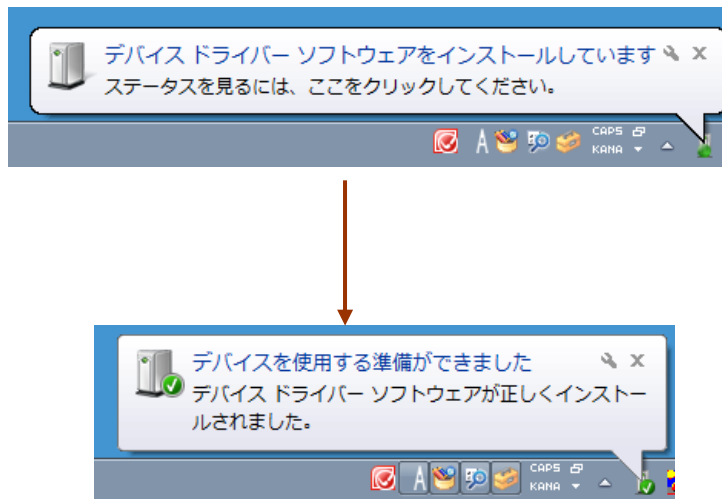 デバイス ドライバー ソフトウェアをインストールしています
ステータスを見るには、ここをクリックしてください。
A CAPS
KANA
デバイスを使用する準備ができました
デバイス ドライバー ソフトウェアが正しくインストー
ルされました。
A CAPS
KANA